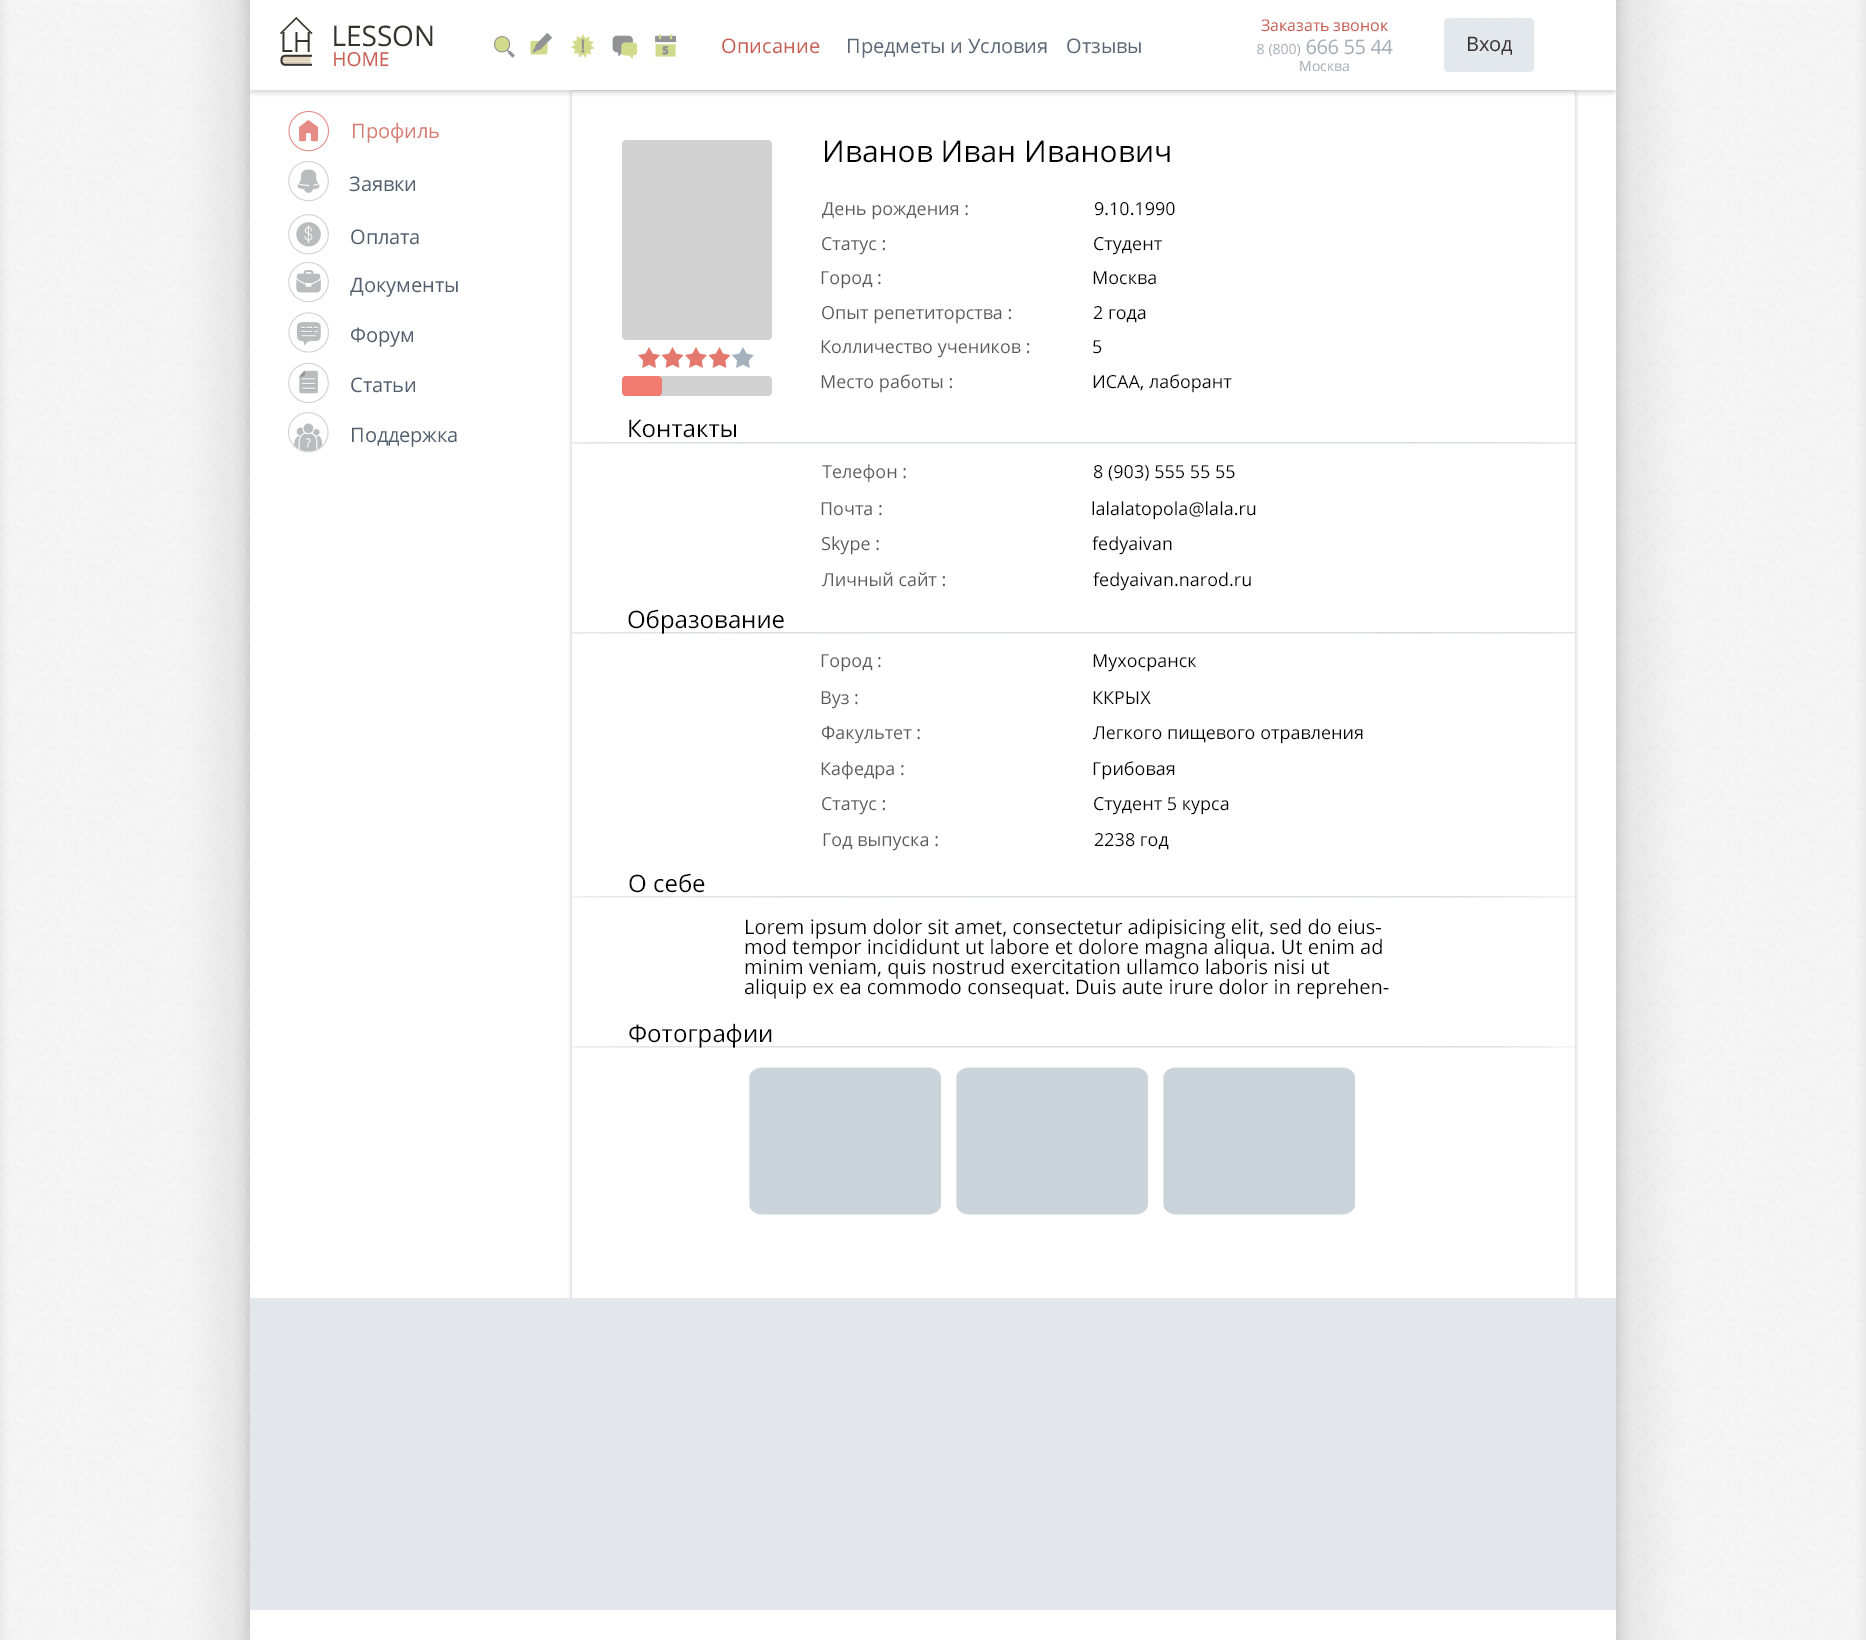 LESSON
HOME
5
Описание Предметы и Условия Отзывы
Заказать звонок
8 (800) 666 55 44
Москва
Вход
LH
Профиль
Заявки
$
Оплата
Документы
Форум
Статьи
?
Поддержка
Иванов Иван Иванович
День рождения : 9.10.1990
Статус : Студент
Город : Москва
Опыт репетиторства : 2 года
Колличество учеников : 5
Место работы : ИСАА, лаборант
Контакты
Телефон : 8 (903) 555 55 55
Почта : lalalatopola@lala.ru
Skype : fedyaivan
Личный сайт : fedyaivan.narod.ru
Образование
Город : Мухосранск
Вуз : ККРЫХ
Факультет : Легкого пищевого отравления
Кафедра : Грибовая
Статус : Студент 5 курса
Год выпуска : 2238 год
О себе
Lorem ipsum dolor sit amet, consectetur adipisicing elit, sed do eius-
mod tempor incididunt ut labore et dolore magna aliqua. Ut enim ad
minim veniam, quis nostrud exercitation ullamco laboris nisi ut
aliquip ex ea commodo consequat. Duis aute irure dolor in reprehen-
Фотографии